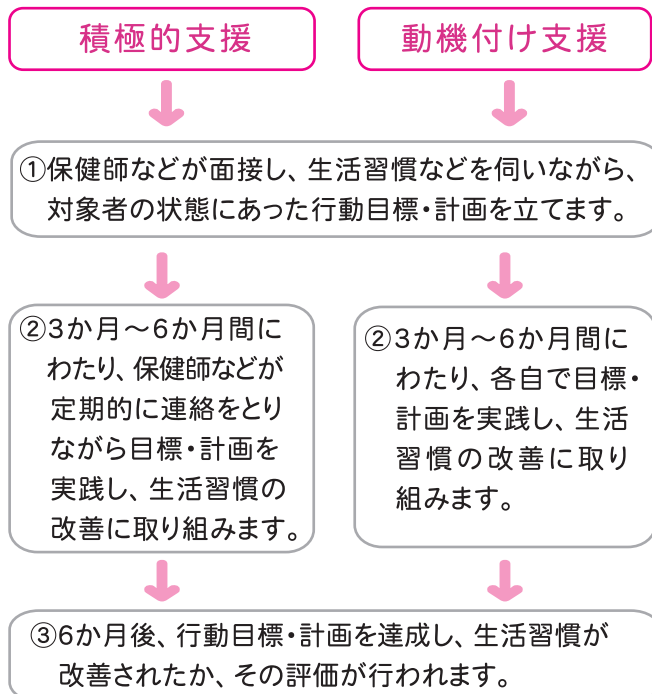 積極的支援
動機付け支援
①保健師などが面接し、生活習慣などを伺いながら、
対象者の状態にあった行動目標・計画を立てます。
②3か月～6か月間に
わたり、保健師などが
定期的に連絡をとり
ながら目標・計画を
実践し、生活習慣の
改善に取り組みます。
②3か月～6か月間に
わたり、各自で目標・
計画を実践し、生活
習慣の改善に取り
組みます。
③6か月後、行動目標・計画を達成し、生活習慣が
改善されたか、その評価が行われます。